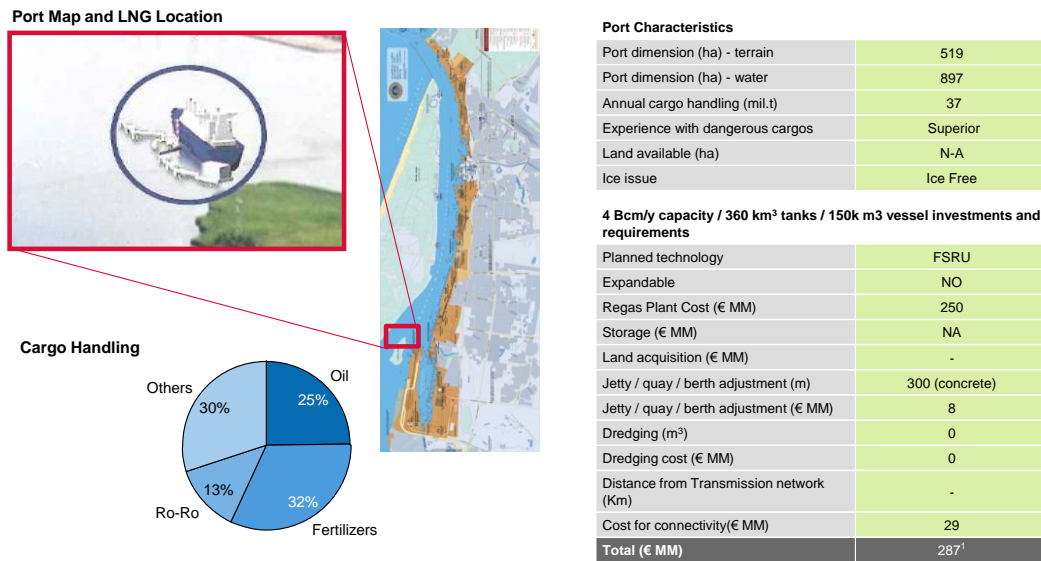 Port Map and LNG Location
Cargo Handling
Others
30%
Oil
25%
13%
Ro-Ro
32%
Fertilizers
Port Characteristics
Port dimension (ha) - terrain 519
Port dimension (ha) - water 897
Annual cargo handling (mil.t) 37
Experience with dangerous cargos Superior
Land available (ha) N-A
Ice issue Ice Free
4 Bcm/y capacity / 360 km³ tanks / 150k m3 vessel investments and
requirements
Planned technology FSRU
Expandable NO
Regas Plant Cost (€ MM) 250
Storage (€ MM) NA
Land acquisition (€ MM) -
Jetty / quay / berth adjustment (m) 300 (concrete)
Jetty / quay / berth adjustment (€ MM) 8
Dredging (m³) 0
Dredging cost (€ MM) 0
Distance from Transmission network
(Km) -
Cost for connectivity(€ MM) 29
Total (€ MM) 287¹